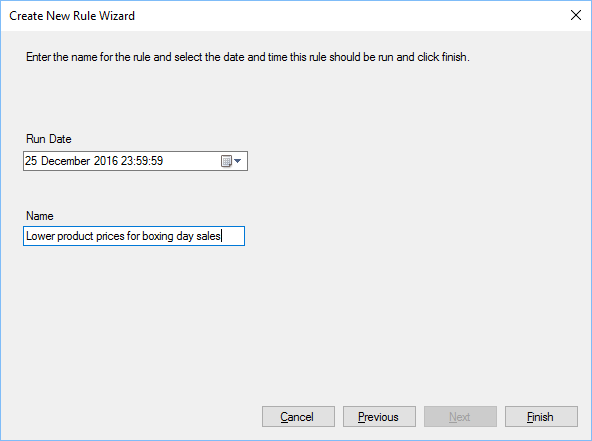 Create New Rule Wizard
Enter the name for the rule and select the date and time this rule should be run and click finish.
Run Date
25 December 2016 23:59:59
Name
Lower product prices for boxing day sales
Cancel Previous Next Finish